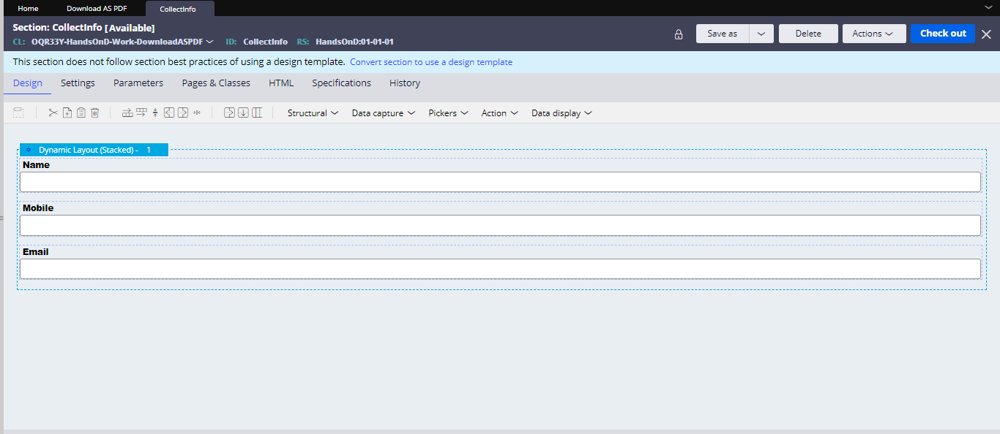 Home Download AS PDF CollectInfo
Section: CollectInfo [Available]
CL: OQR33Y-HandsOnD-Work-DownloadASPDF ID: CollectInfo RS: HandsOnD:01-01-01
Save as Delete Actions Check out
This section does not follow section best practices of using a design template. Convert section to use a design template
Design Settings Parameters Pages & Classes HTML Specifications History
Structural Data capture Pickers Action Data display
Dynamic Layout (Stacked) - 1
Name
Mobile
Email